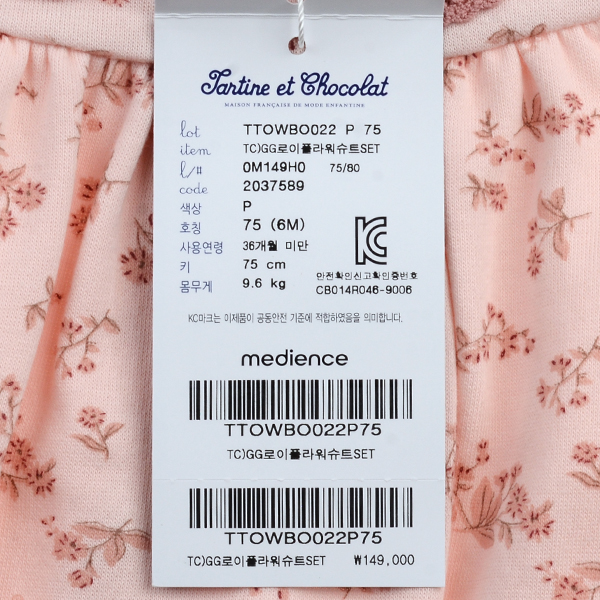 Tartine et Chocolat
MAISON FRANÇAISE DE MODE ENFANTINE
lot TTOWBO022 P 75
item TC)GG로이플라워슈트SET
l/# 0M149H0 75/80
code 2037589
색상 P
호칭 75 (6M)
사용연령 36개월 미만
키 75 cm
몸무게 9.6 kg
안전확인신고확인증번호
CB014R046-9006
KC마크는 이제품이 공통안전 기준에 적합하였음을 의미합니다.
medience
TTOWBO022P75
TC)GG로이플라워슈트SET
TTOWBO022P75
TC)GG로이플라워슈트SET ₩149,000